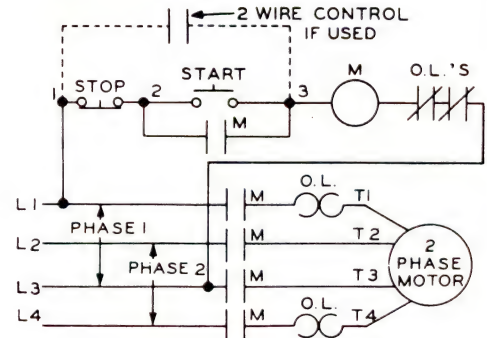 2 WIRE CONTROL
IF USED
1 STOP 2 START 3 M O.L.'S
M
L1 M O.L. T1
PHASE 1
L2 M T2
2
PHASE
MOTOR
PHASE 2
L3 M T3
L4 M O.L. T4